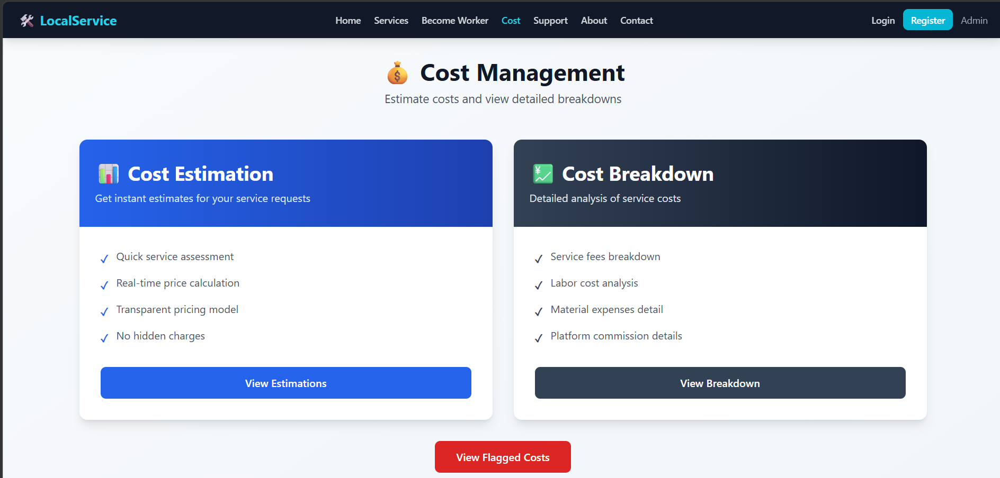 LocalService
Home Services Become Worker Cost Support About Contact
Login Register Admin
Cost Management
Estimate costs and view detailed breakdowns
Cost Estimation
Get instant estimates for your service requests
✓ Quick service assessment
✓ Real-time price calculation
✓ Transparent pricing model
✓ No hidden charges
View Estimations
Cost Breakdown
Detailed analysis of service costs
✓ Service fees breakdown
✓ Labor cost analysis
✓ Material expenses detail
✓ Platform commission details
View Breakdown
View Flagged Costs